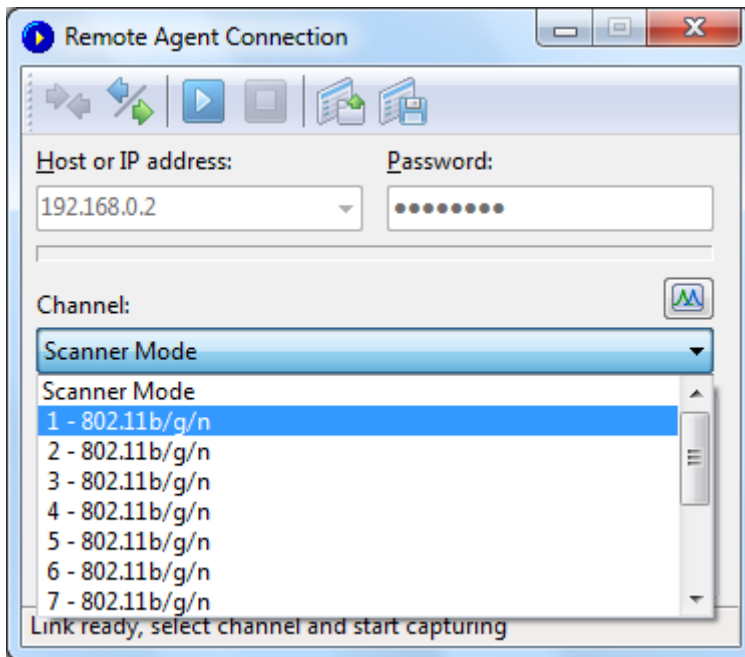 Remote Agent Connection
Host or IP address: Password:
192.168.0.2 ••••••••
Channel:
Scanner Mode
Scanner Mode
1 - 802.11b/g/n
2 - 802.11b/g/n
3 - 802.11b/g/n
4 - 802.11b/g/n
5 - 802.11b/g/n
6 - 802.11b/g/n
7 - 802.11b/g/n
Link ready, select channel and start capturing